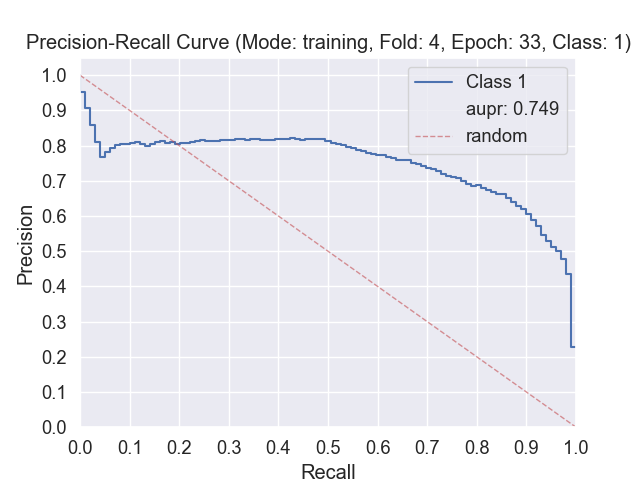 Precision-Recall Curve (Mode: training, Fold: 4, Epoch: 33, Class: 1)
Class 1
aupr: 0.749
random
Precision
1.0
0.9
0.8
0.7
0.6
0.5
0.4
0.3
0.2
0.1
0.0
0.0 0.1 0.2 0.3 0.4 0.5 0.6 0.7 0.8 0.9 1.0
Recall